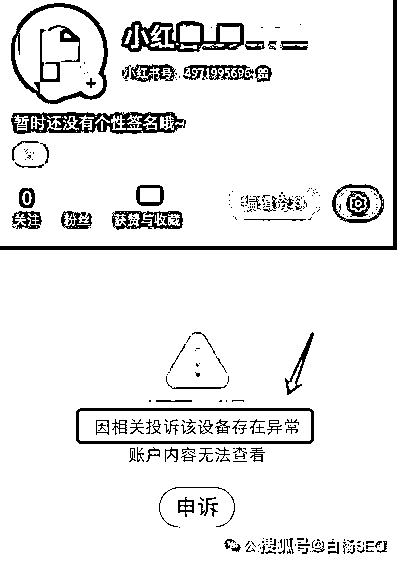 小红
小红书号：497199569
暂时还没有个性签名哦~
0
关注 粉丝 获赞与收藏
编辑资料
因相关投诉该设备存在异常
账户内容无法查看
申诉
搜狐号@白杨SEO